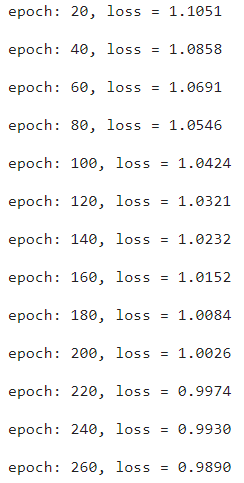 epoch: 20, loss = 1.1051
epoch: 40, loss = 1.0858
epoch: 60, loss = 1.0691
epoch: 80, loss = 1.0546
epoch: 100, loss = 1.0424
epoch: 120, loss = 1.0321
epoch: 140, loss = 1.0232
epoch: 160, loss = 1.0152
epoch: 180, loss = 1.0084
epoch: 200, loss = 1.0026
epoch: 220, loss = 0.9974
epoch: 240, loss = 0.9930
epoch: 260, loss = 0.9890